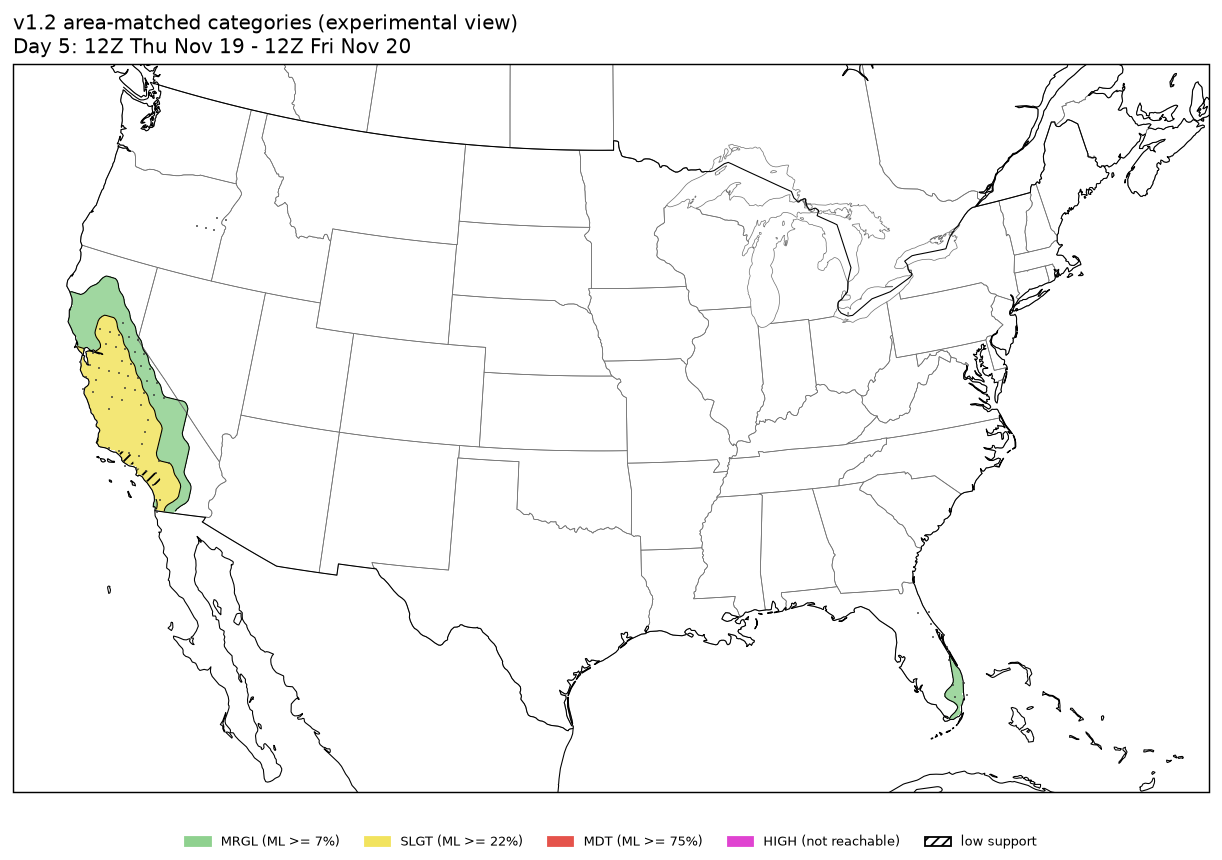 v1.2 area-matched categories (experimental view)
Day 5: 12Z Thu Nov 19 - 12Z Fri Nov 20
MRGL (ML >= 7%)
SLGT (ML >= 22%)
MDT (ML >= 75%)
HIGH (not reachable)
low support